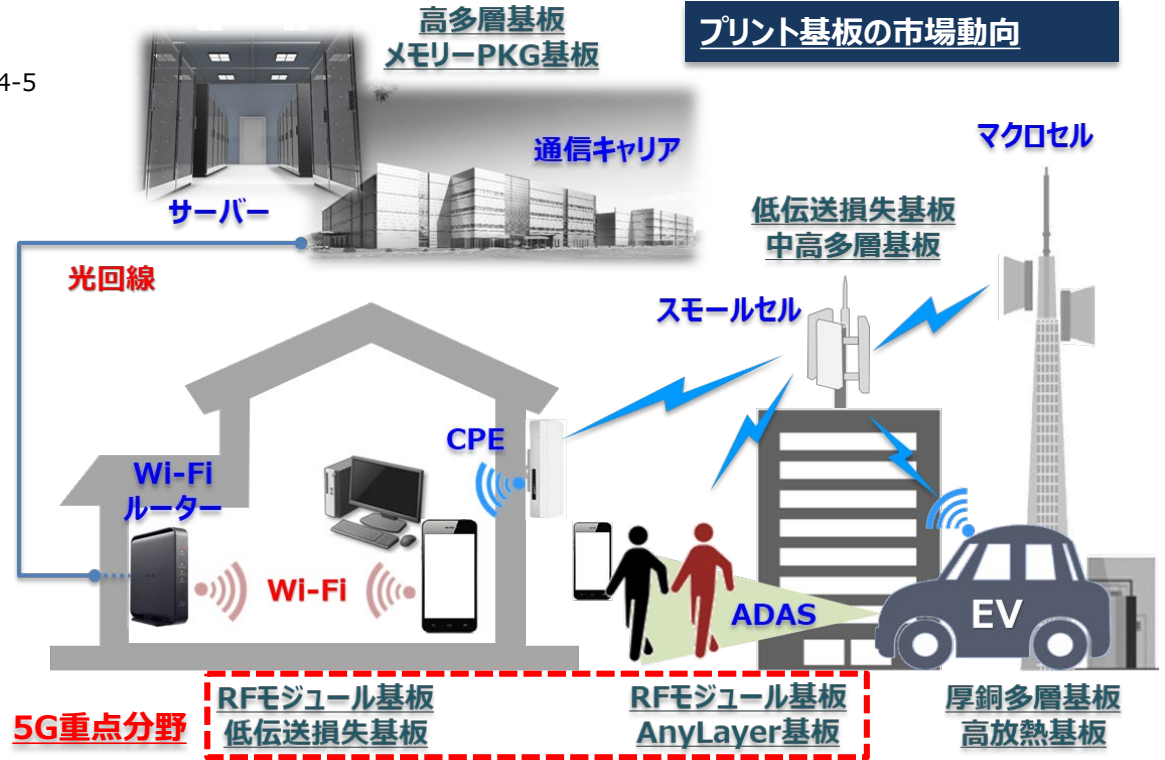 高多層基板
メモリーPKG基板
プリント基板の市場動向
4-5
通信キャリア
マクロセル
サーバー
低伝送損失基板
中高多層基板
光回線
スモールセル
CPE
Wi-Fi
ルーター
Wi-Fi
ADAS
EV
5G重点分野
RFモジュール基板
低伝送損失基板
RFモジュール基板
AnyLayer基板
厚銅多層基板
高放熱基板